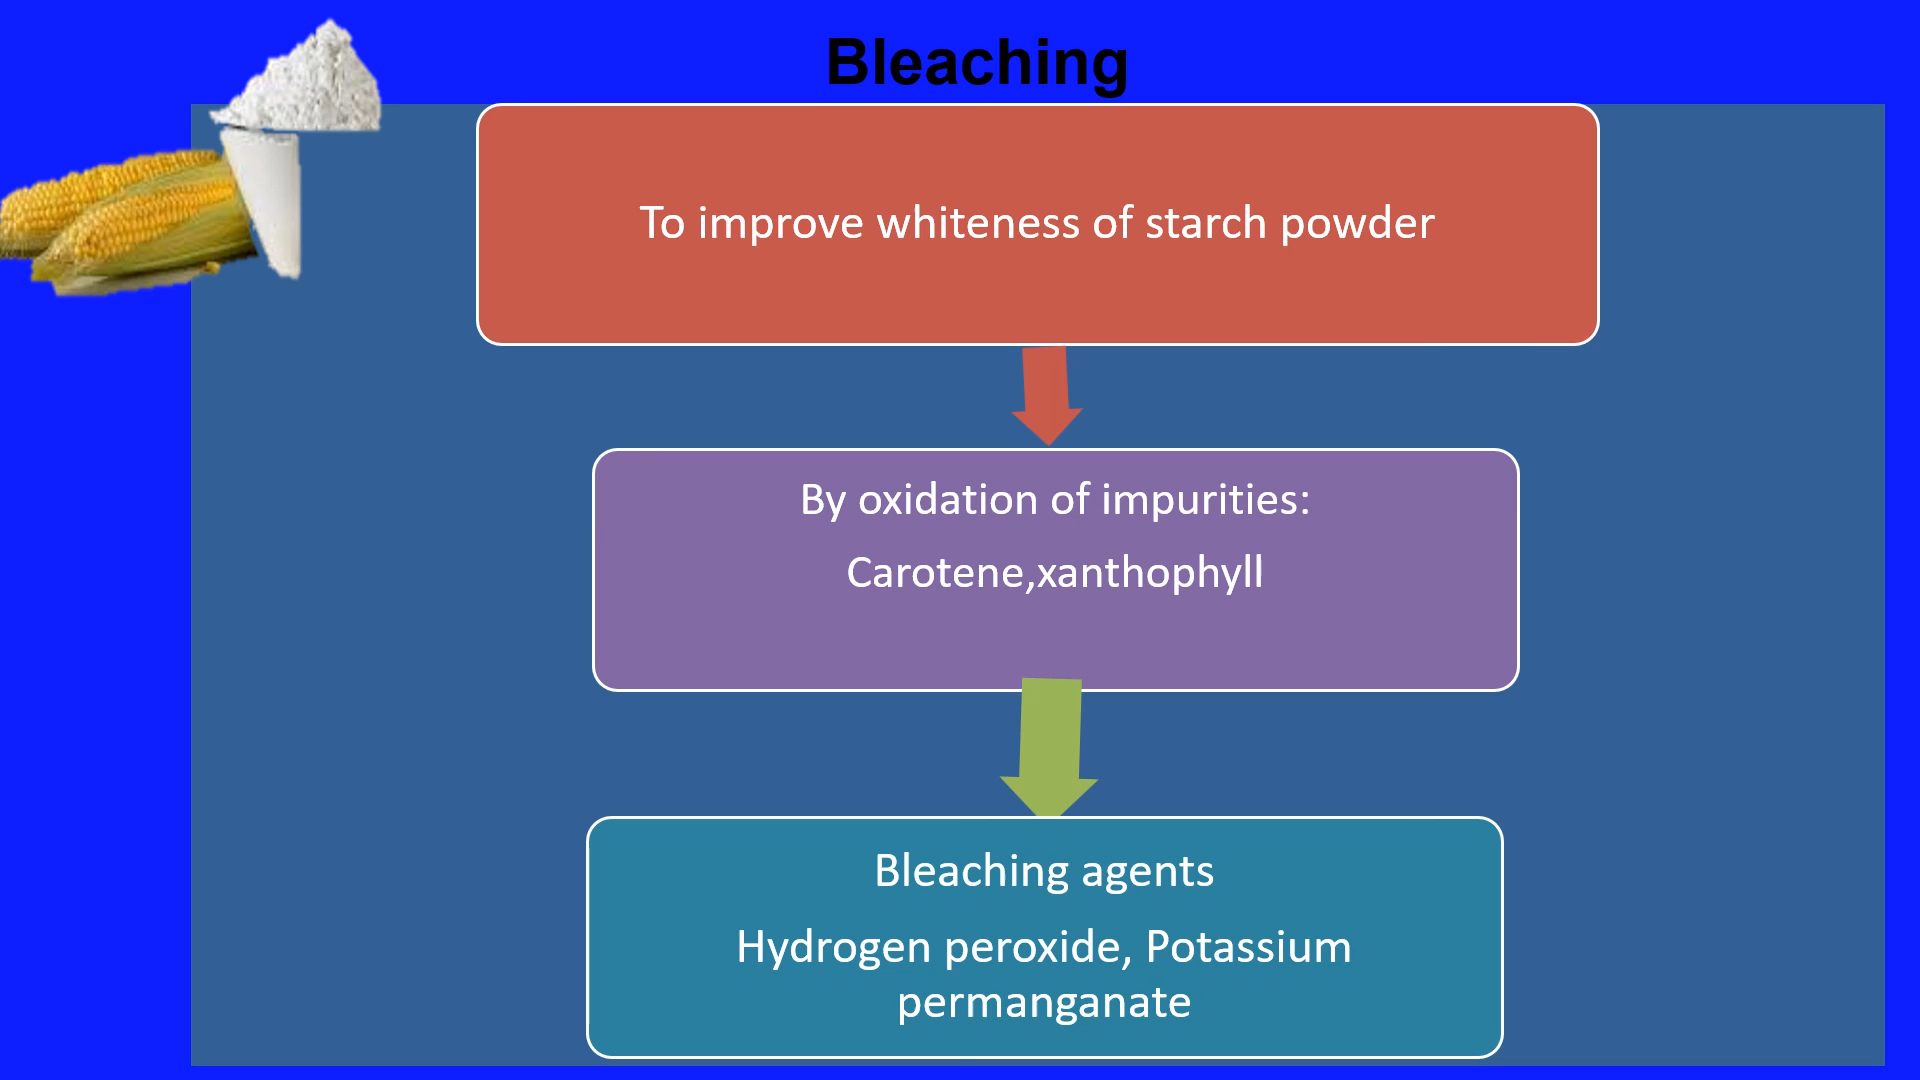 Bleaching
To improve whiteness of starch powder
By oxidation of impurities:
Carotene,xanthophyll
Bleaching agents
Hydrogen peroxide, Potassium
permanganate